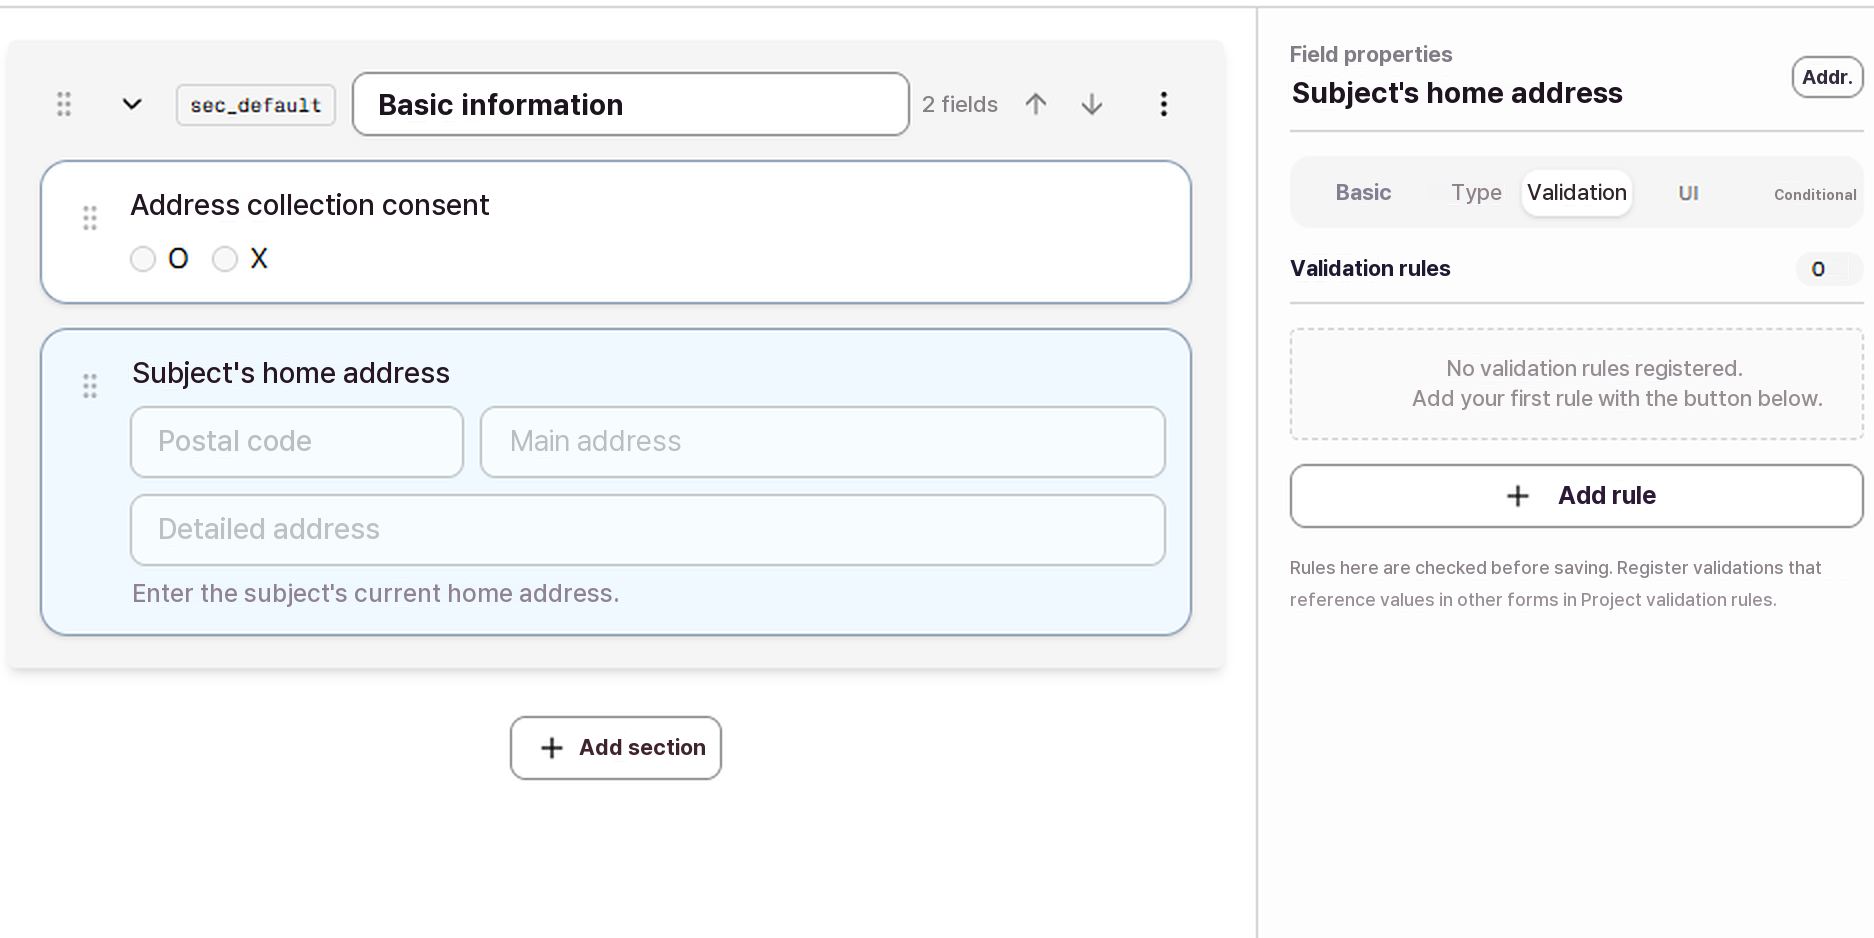 sec_default
Basic information
2 fields
Address collection consent
O X
Subject's home address
Postal code
Main address
Detailed address
Enter the subject's current home address.
Add section
Field properties
Subject's home address
Addr.
Basic Type Validation UI Conditional
Validation rules
0
No validation rules registered.
Add your first rule with the button below.
Add rule
Rules here are checked before saving. Register validations that
reference values in other forms in Project validation rules.